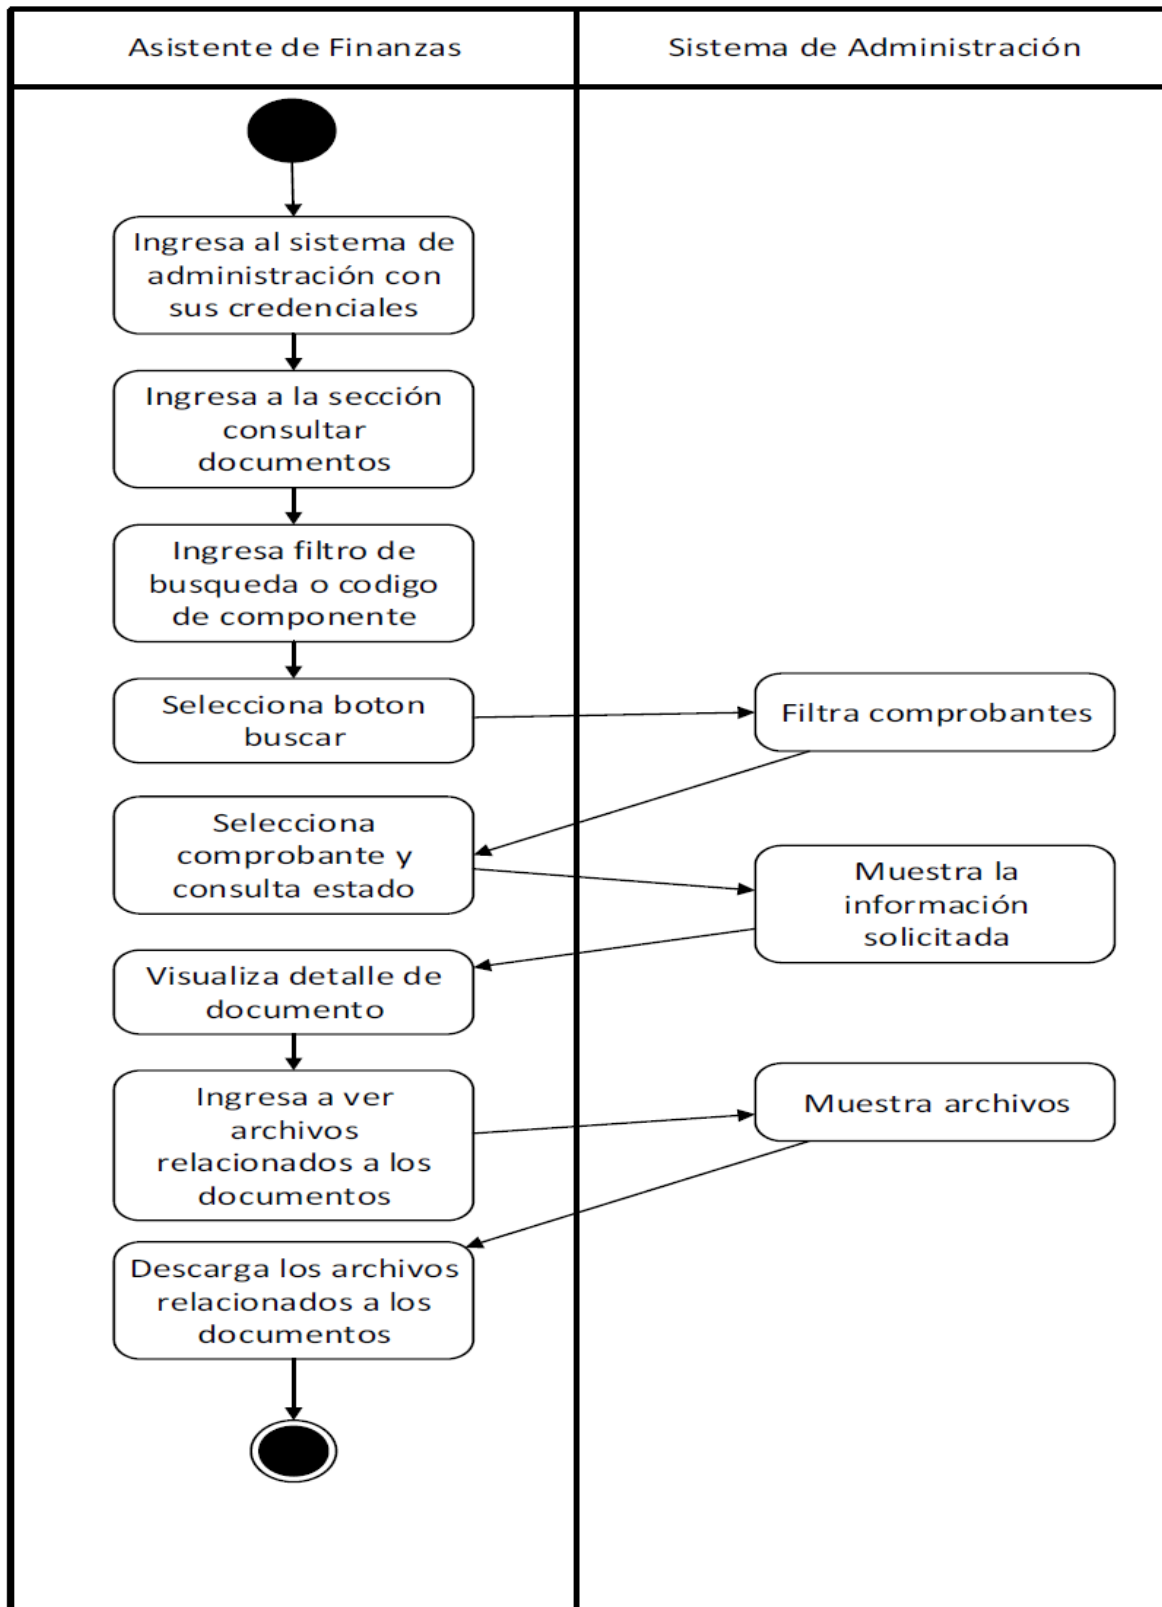 Asistente de Finanzas
Sistema de Administración
Ingresa al sistema de
administración con
sus credenciales
Ingresa a la sección
consultar
documentos
Ingresa filtro de
busqueda o codigo
de componente
Selecciona boton
buscar
Filtra comprobantes
Selecciona
comprobante y
consulta estado
Muestra la
información
solicitada
Visualiza detalle de
documento
Ingresa a ver
archivos
relacionados a los
documentos
Muestra archivos
Descarga los archivos
relacionados a los
documentos